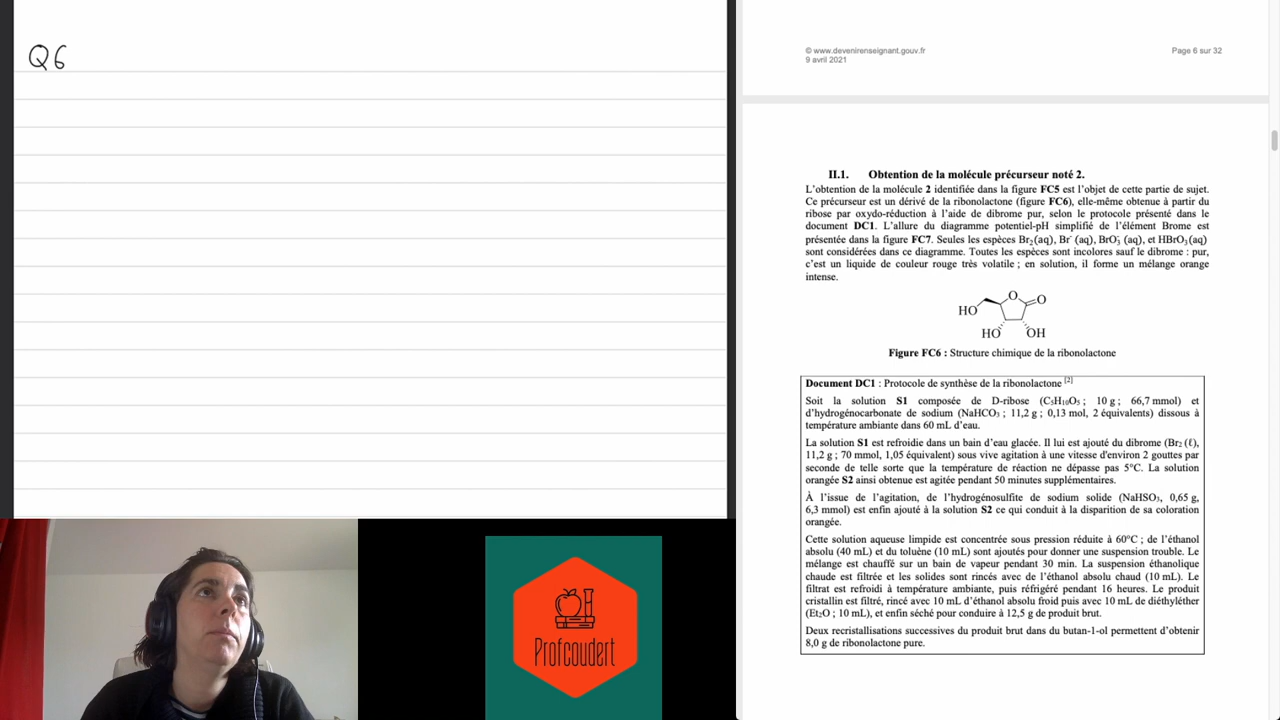 Q6
© www.devenirenseignant.gouv.fr
9 avril 2021
Page 6 sur 32
II.1. Obtention de la molécule précurseur noté 2.
L'obtention de la molécule 2 identifiée dans la figure FC5 est l'objet de cette partie de sujet.
Ce précurseur est un dérivé de la ribonolactone (figure FC6), elle-même obtenue à partir du
ribose par oxydo-réduction à l'aide de dibrome pur, selon le protocole présenté dans le
document DC1. L'allure du diagramme potentiel-pH simplifié de l'élément Brome est
présentée dans la figure FC7. Seules les espèces Br₂(aq), Br⁻ (aq), BrO₃⁻ (aq), et HBrO₃(aq)
sont considérées dans ce diagramme. Toutes les espèces sont incolores sauf le dibrome : pur,
c'est un liquide de couleur rouge très volatile ; en solution, il forme un mélange orange
intense.
O
O
HO
HO
OH
Figure FC6 : Structure chimique de la ribonolactone
Document DC1 : Protocole de synthèse de la ribonolactone [2]
Soit la solution S1 composée de D-ribose (C₅H₁₀O₅ ; 10 g ; 66,7 mmol) et
d'hydrogénocarbonate de sodium (NaHCO₃ ; 11,2 g ; 0,13 mol, 2 équivalents) dissous à
température ambiante dans 60 mL d'eau.
La solution S1 est refroidie dans un bain d'eau glacée. Il lui est ajouté du dibrome (Br₂ (ℓ),
11,2 g ; 70 mmol, 1,05 équivalent) sous vive agitation à une vitesse d'environ 2 gouttes par
seconde de telle sorte que la température de réaction ne dépasse pas 5°C. La solution
orangée S2 ainsi obtenue est agitée pendant 50 minutes supplémentaires.
À l'issue de l'agitation, de l'hydrogénosulfite de sodium solide (NaHSO₃, 0,65 g,
6,3 mmol) est enfin ajouté à la solution S2 ce qui conduit à la disparition de sa coloration
orangée.
Cette solution aqueuse limpide est concentrée sous pression réduite à 60°C ; de l'éthanol
absolu (40 mL) et du toluène (10 mL) sont ajoutés pour donner une suspension trouble. Le
mélange est chauffé sur un bain de vapeur pendant 30 min. La suspension éthanolique
chaude est filtrée et les solides sont rincés avec de l'éthanol absolu chaud (10 mL). Le
filtrat est refroidi à température ambiante, puis réfrigéré pendant 16 heures. Le produit
cristallin est filtré, rincé avec 10 mL d'éthanol absolu froid puis avec 10 mL de diéthyléther
(Et₂O ; 10 mL), et enfin séché pour conduire à 12,5 g de produit brut.
Deux recristallisations successives du produit brut dans du butan-1-ol permettent d'obtenir
8,0 g de ribonolactone pure.
Profcoudert